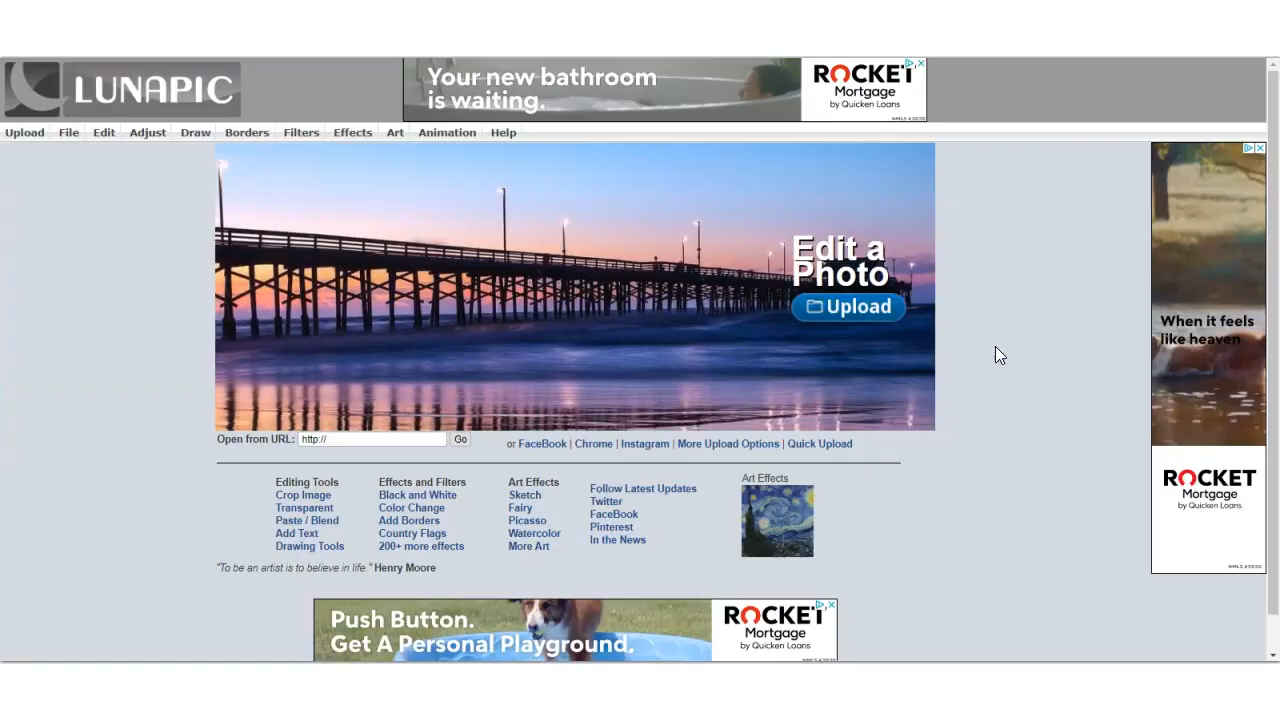 LUNAPIC
Your new bathroom
is waiting.
ROCKET
Mortgage
by Quicken Loans
NMLS #3030
Upload File Edit Adjust Draw Borders Filters Effects Art Animation Help
Edit a
Photo
Upload
When it feels
like heaven
ROCKET
Mortgage
by Quicken Loans
NMLS #3030
Open from URL: http:// Go or FaceBook | Chrome | Instagram | More Upload Options | Quick Upload
Editing Tools
Crop Image
Transparent
Paste / Blend
Add Text
Drawing Tools
Effects and Filters
Black and White
Color Change
Add Borders
Country Flags
200+ more effects
Art Effects
Sketch
Fairy
Picasso
Watercolor
More Art
Follow Latest Updates
Twitter
FaceBook
Pinterest
In the News
Art Effects
"To be an artist is to believe in life." Henry Moore
Push Button.
Get A Personal Playground.
ROCKET
Mortgage
by Quicken Loans
NMLS #3030